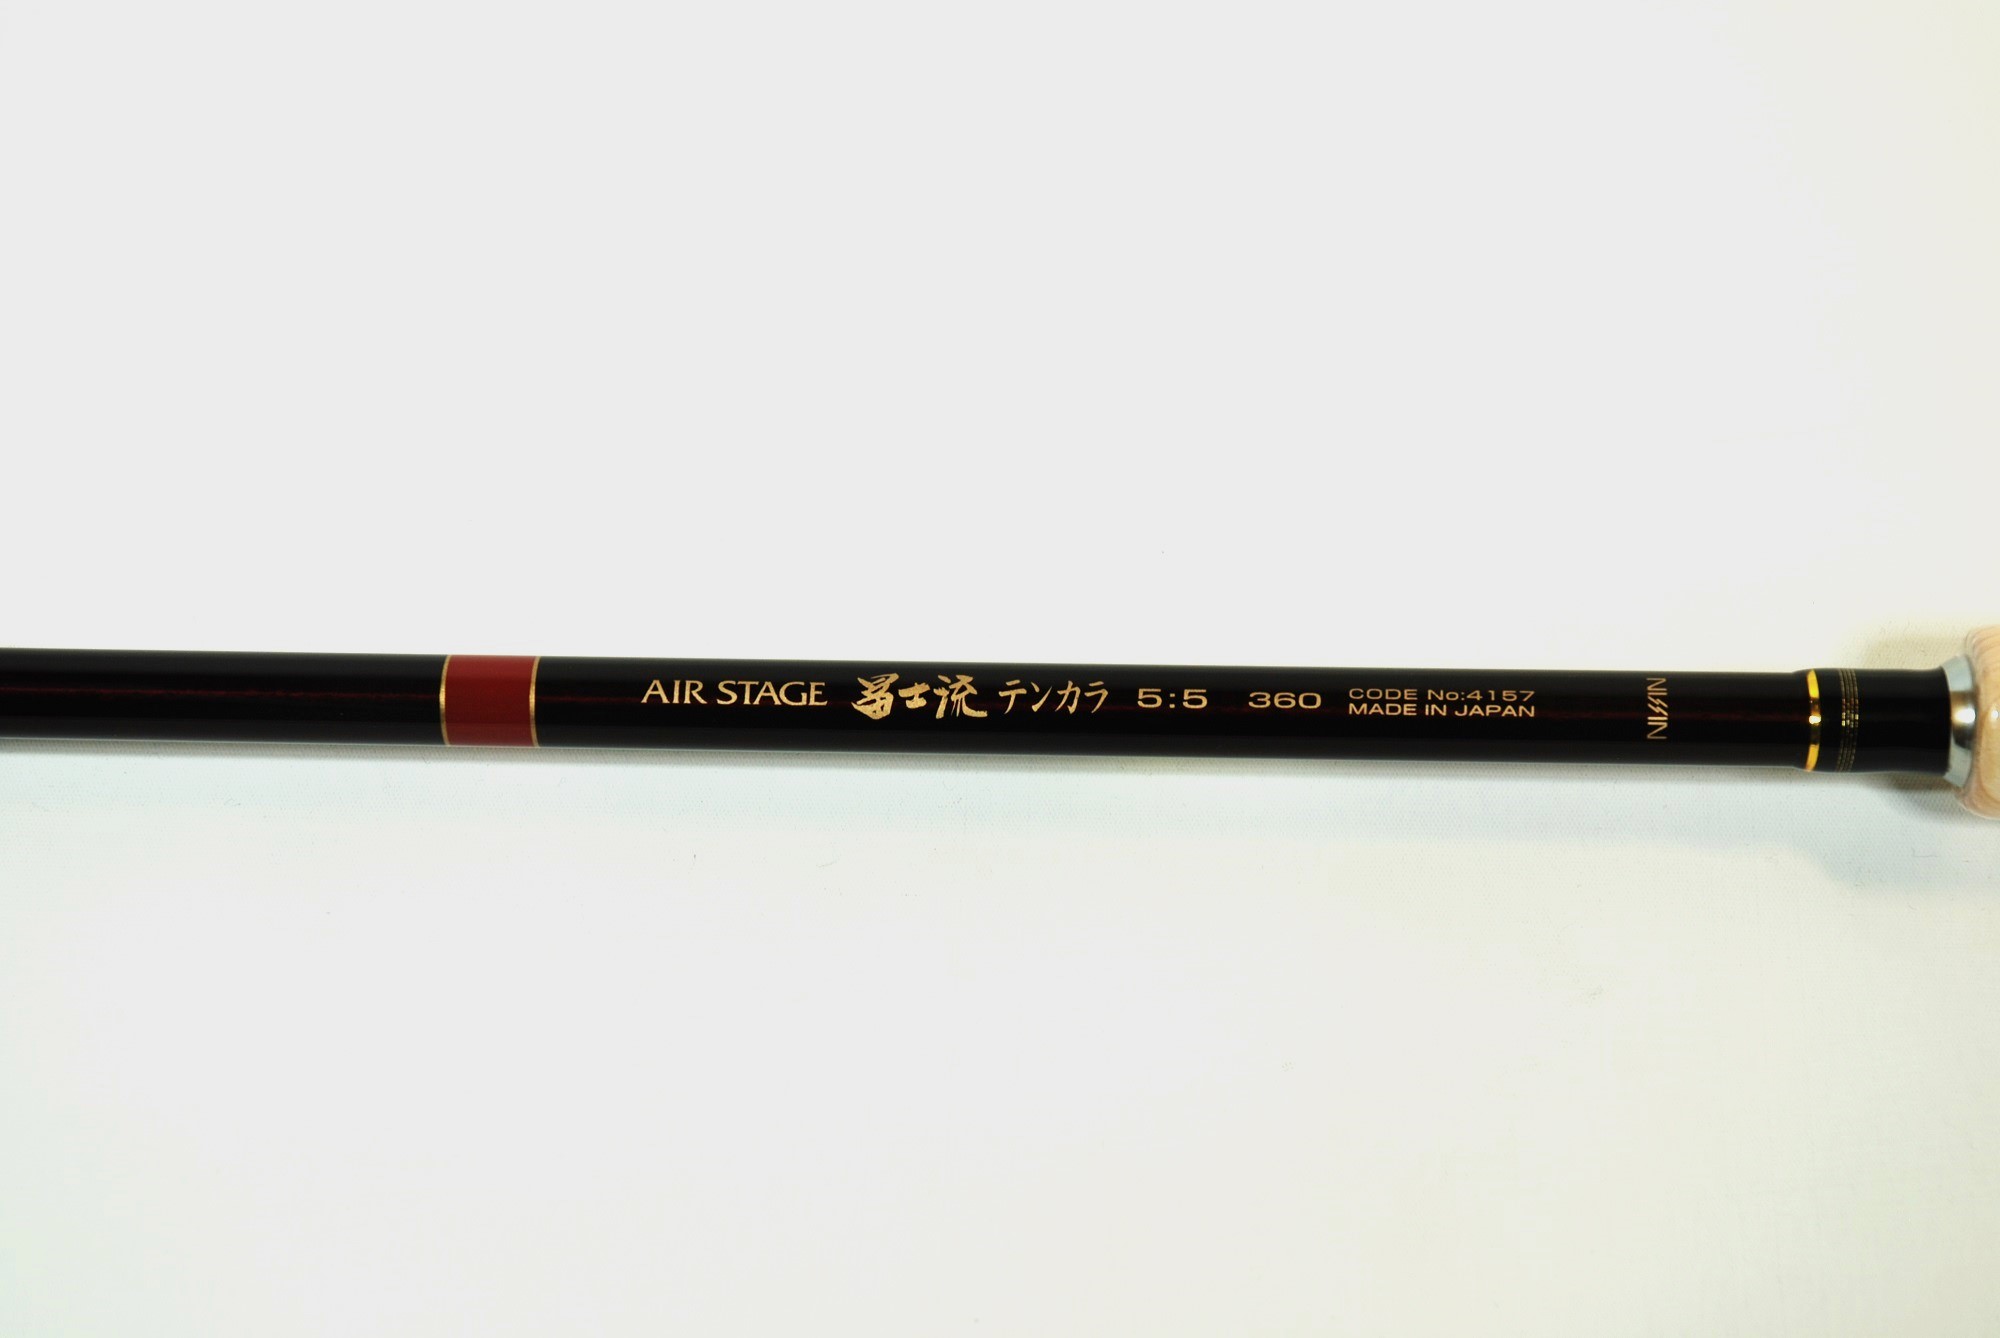 AIR STAGE 冨士流 テンカラ 5:5 360
CODE No:4157
MADE IN JAPAN
NISSIN